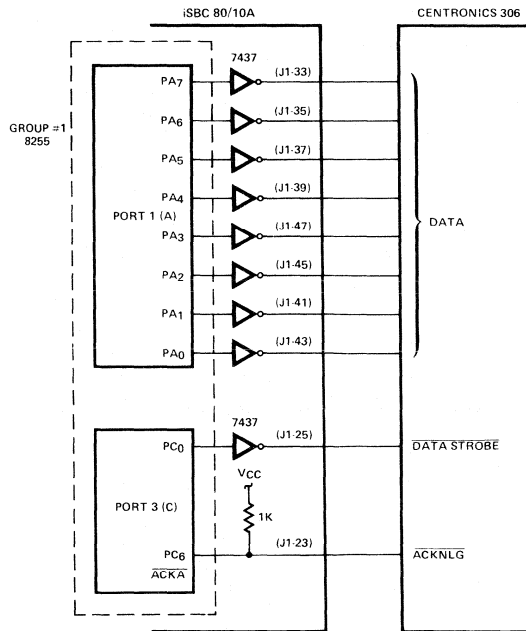 iSBC 80/10A
CENTRONICS 306
7437
GROUP #1
8255
PORT 1 (A)
PA7
(J1-33)
PA6
(J1-35)
PA5
(J1-37)
PA4
(J1-39)
PA3
(J1-47)
PA2
(J1-45)
PA1
(J1-41)
PA0
(J1-43)
DATA
7437
PORT 3 (C)
PC0
(J1-25)
DATA STROBE
VCC
1K
PC6
(J1-23)
ACKNLG
ACKA